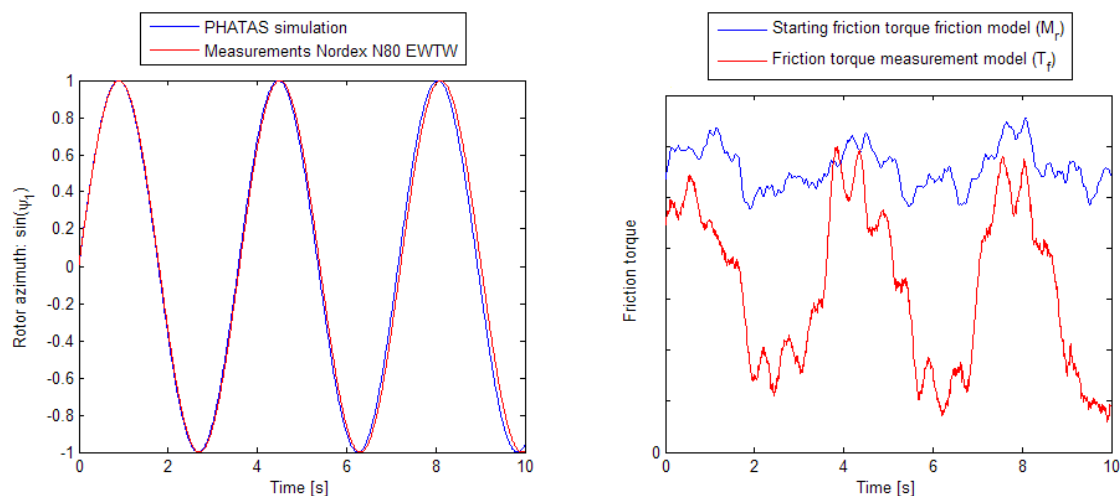 PHATAS simulation
Measurements Nordex N80 EWTW
Rotor azimuth: sin(ψ1)
1
0.8
0.6
0.4
0.2
0
-0.2
-0.4
-0.6
-0.8
-1
0 2 4 6 8 10
Time [s]
Starting friction torque friction model (Mr)
Friction torque measurement model (Tf)
Friction torque
0
0 2 4 6 8 10
Time [s]